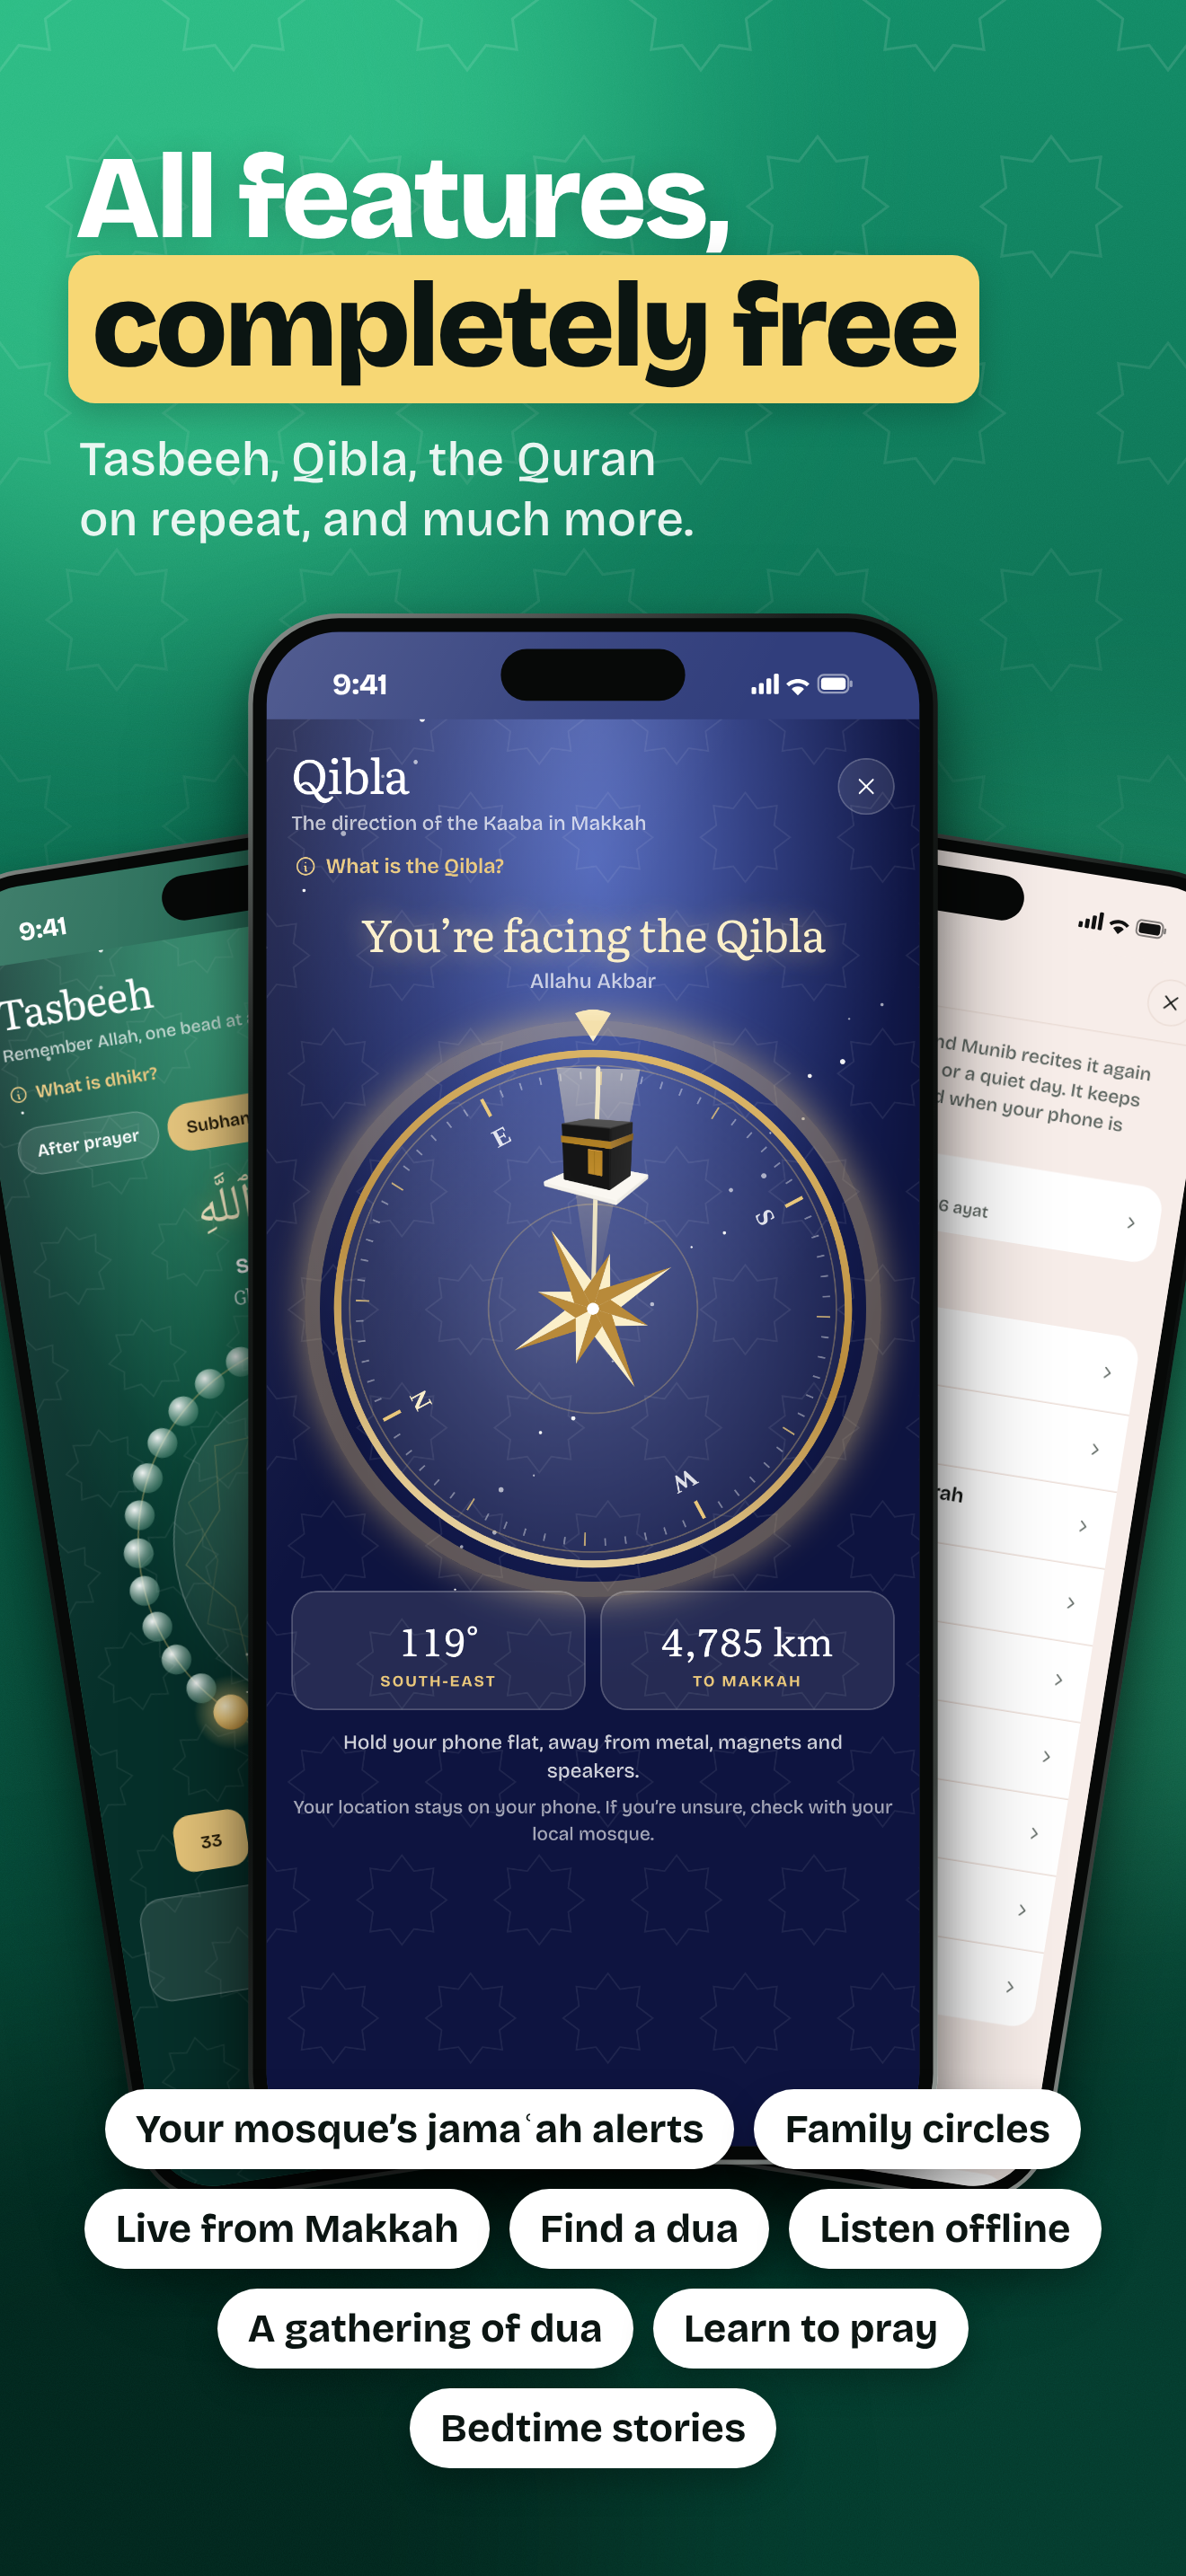 All features,
completely free
Tasbeeh, Qibla, the Quran
on repeat, and much more.
9:41
Qibla
The direction of the Kaaba in Makkah
What is the Qibla?
You’re facing the Qibla
Allahu Akbar
E
S
N
W
119°
SOUTH-EAST
4,785 km
TO MAKKAH
Hold your phone flat, away from metal, magnets and
speakers.
Your location stays on your phone. If you’re unsure, check with your
local mosque.
9:41
Tasbeeh
Remember Allah, one bead at
What is dhikr?
After prayer
Subhan
33
Munib recites it again
or a quiet day. It keeps
when your phone is
6 ayat
Your mosque’s jamaʿah alerts
Family circles
Live from Makkah
Find a dua
Listen offline
A gathering of dua
Learn to pray
Bedtime stories